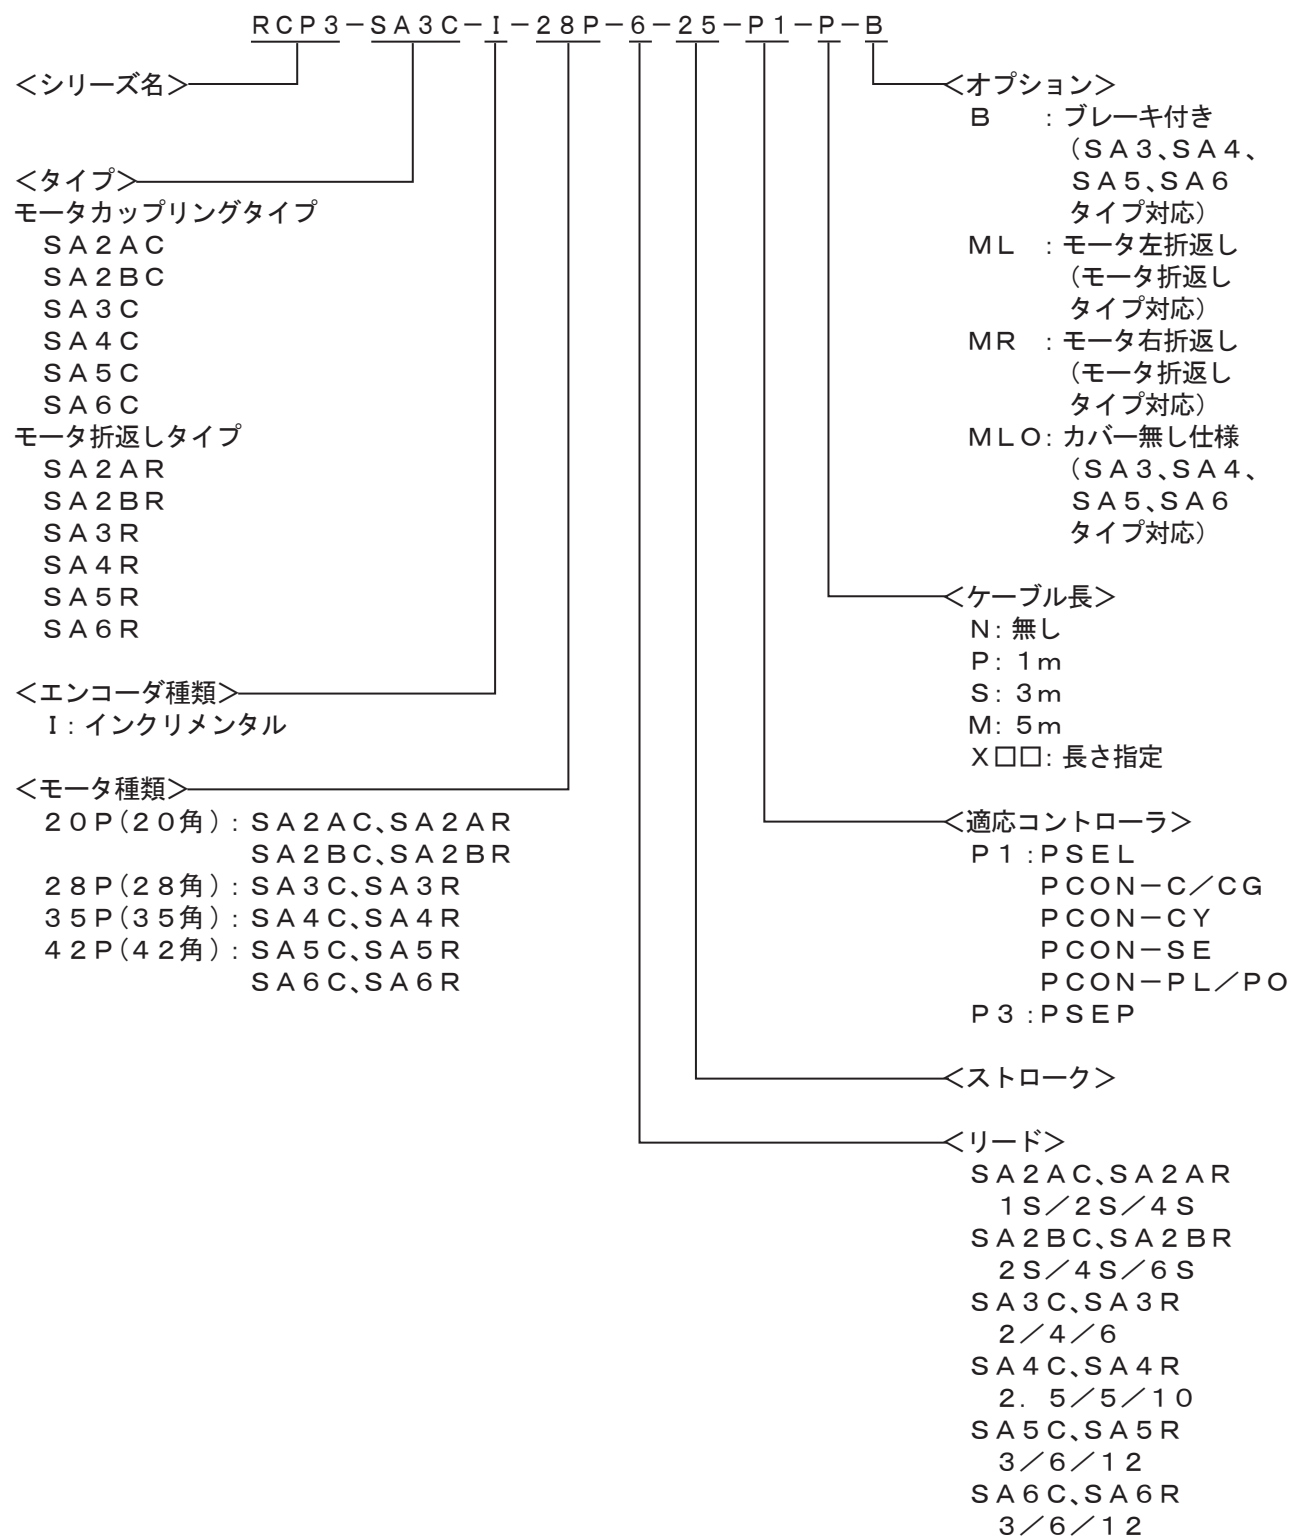 RCP3-SA3C-I-28P-6-25-P1-P-B
＜シリーズ名＞
＜タイプ＞
モータカップリングタイプ
SA2AC
SA2BC
SA3C
SA4C
SA5C
SA6C
モータ折返しタイプ
SA2AR
SA2BR
SA3R
SA4R
SA5R
SA6R
＜エンコーダ種類＞
I：インクリメンタル
＜モータ種類＞
20P（20角）：SA2AC、SA2AR
SA2BC、SA2BR
28P（28角）：SA3C、SA3R
35P（35角）：SA4C、SA4R
42P（42角）：SA5C、SA5R
SA6C、SA6R
＜オプション＞
B：ブレーキ付き
（SA3、SA4、
SA5、SA6
タイプ対応）
ML：モータ左折返し
（モータ折返し
タイプ対応）
MR：モータ右折返し
（モータ折返し
タイプ対応）
MLO：カバー無し仕様
（SA3、SA4、
SA5、SA6
タイプ対応）
＜ケーブル長＞
N：無し
P：1m
S：3m
M：5m
X□□：長さ指定
＜適応コントローラ＞
P1：PSEL
PCON－C／CG
PCON－CY
PCON－SE
PCON－PL／PO
P3：PSEP
＜ストローク＞
＜リード＞
SA2AC、SA2AR
1S／2S／4S
SA2BC、SA2BR
2S／4S／6S
SA3C、SA3R
2／4／6
SA4C、SA4R
2．5／5／10
SA5C、SA5R
3／6／12
SA6C、SA6R
3／6／12